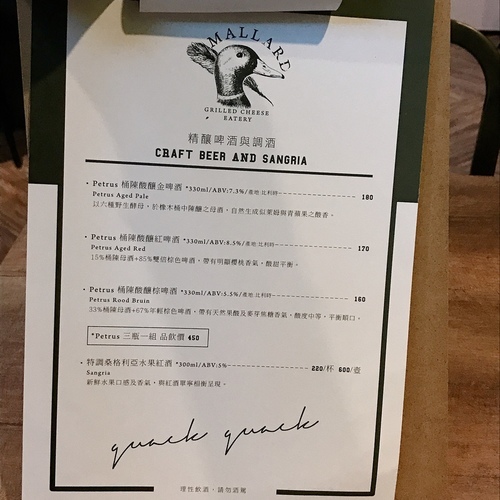 MALLARD
GRILLED CHEESE
EATERY
精釀啤酒與調酒
CRAFT BEER AND SANGRIA
• Petrus 桶陳酸釀金啤酒 *330ml/ABV:7.3%/產地:比利時 180
Petrus Aged Pale
以六種野生酵母，於橡木桶中陳釀之母酒，自然生成似萊姆與青蘋果之酸香。
• Petrus 桶陳酸釀紅啤酒 *330ml/ABV:8.5%/產地:比利時 170
Petrus Aged Red
15%桶陳母酒+85%雙倍棕色啤酒，帶有明顯櫻桃香氣，酸甜平衡。
• Petrus 桶陳酸釀棕啤酒 *330ml/ABV:5.5%/產地:比利時 160
Petrus Rood Bruin
33%桶陳母酒+67%年輕棕色啤酒，帶有天然果酸及麥芽焦糖香氣，酸度中等，平衡順口。
*Petrus 三瓶一組 品飲價 450
• 特調桑格利亞水果紅酒 *300ml/ABV:5% 220/杯 600/壺
Sangria
新鮮水果口感及香氣，與紅酒單寧相衝呈現。
quack quack
理性飲酒，請勿酒駕